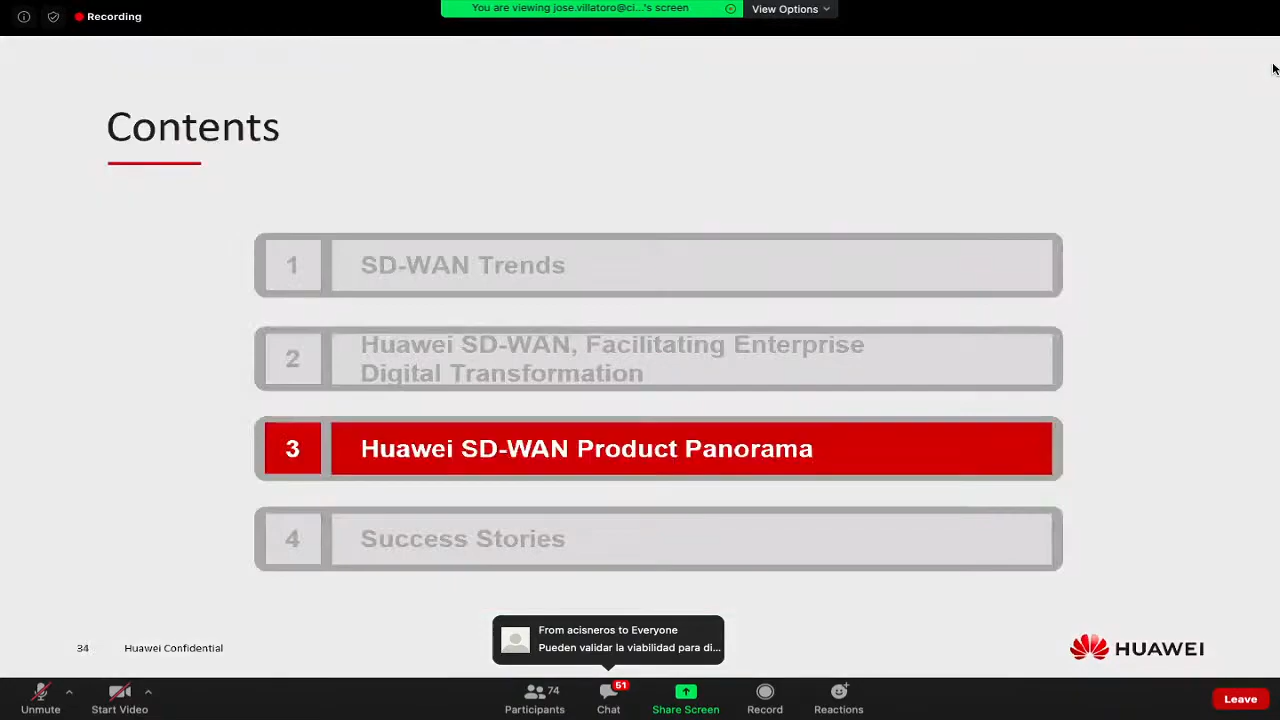 Recording
You are viewing jose.villatoro@ci...'s screen
View Options
Contents
1
SD-WAN Trends
2
Huawei SD-WAN, Facilitating Enterprise
Digital Transformation
3
Huawei SD-WAN Product Panorama
4
Success Stories
From acisneros to Everyone
Pueden validar la viabilidad para di...
34
Huawei Confidential
HUAWEI
Unmute
Start Video
74
Participants
51
Chat
Share Screen
Record
Reactions
Leave